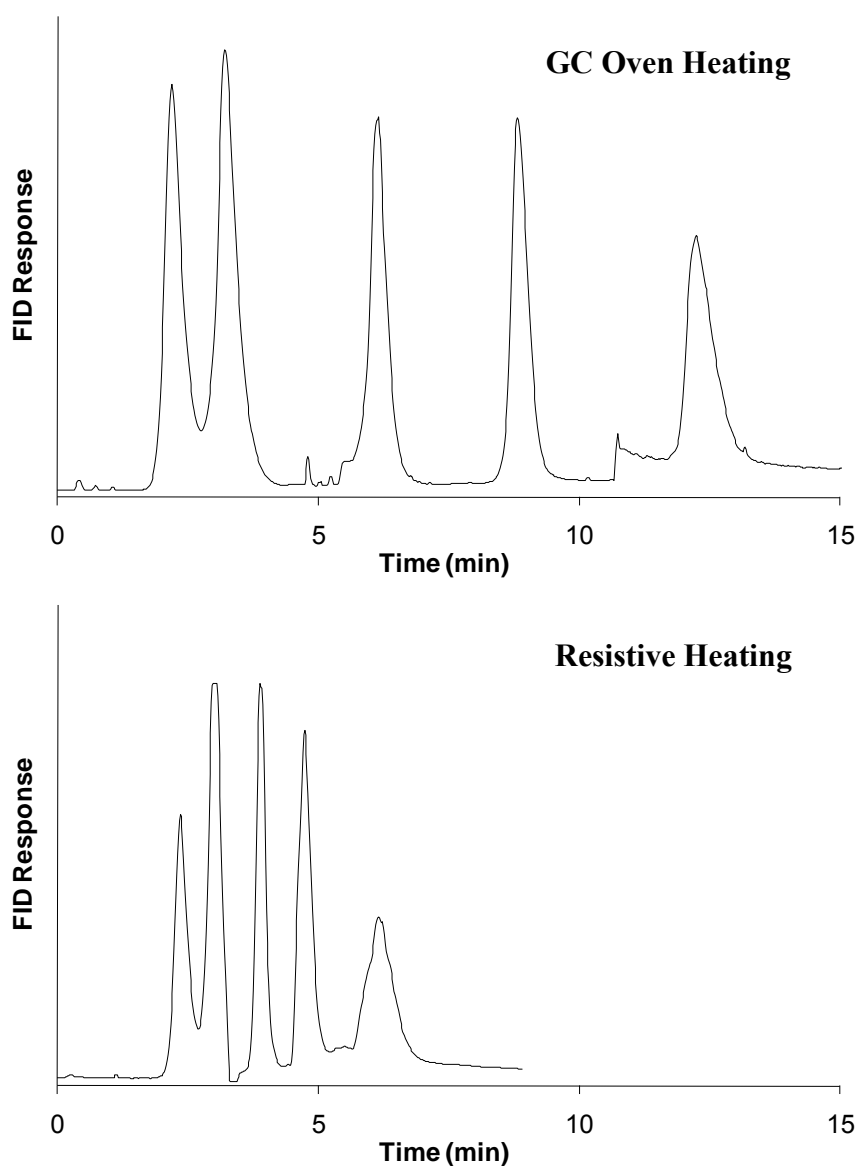 GC Oven Heating
FID Response
0 5 10 15
Time (min)
Resistive Heating
FID Response
0 5 10 15
Time (min)